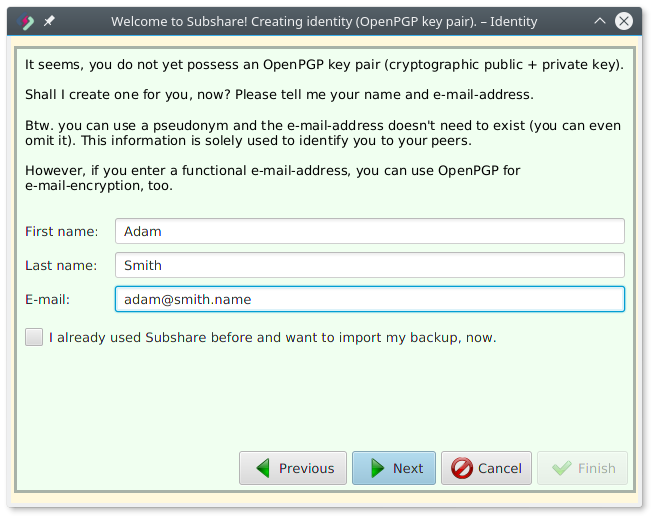 Welcome to Subshare! Creating identity (OpenPGP key pair). – Identity
It seems, you do not yet possess an OpenPGP key pair (cryptographic public + private key).
Shall I create one for you, now? Please tell me your name and e-mail-address.
Btw. you can use a pseudonym and the e-mail-address doesn't need to exist (you can even
omit it). This information is solely used to identify you to your peers.
However, if you enter a functional e-mail-address, you can use OpenPGP for
e-mail-encryption, too.
First name: Adam
Last name: Smith
E-mail: adam@smith.name
I already used Subshare before and want to import my backup, now.
Previous Next Cancel Finish